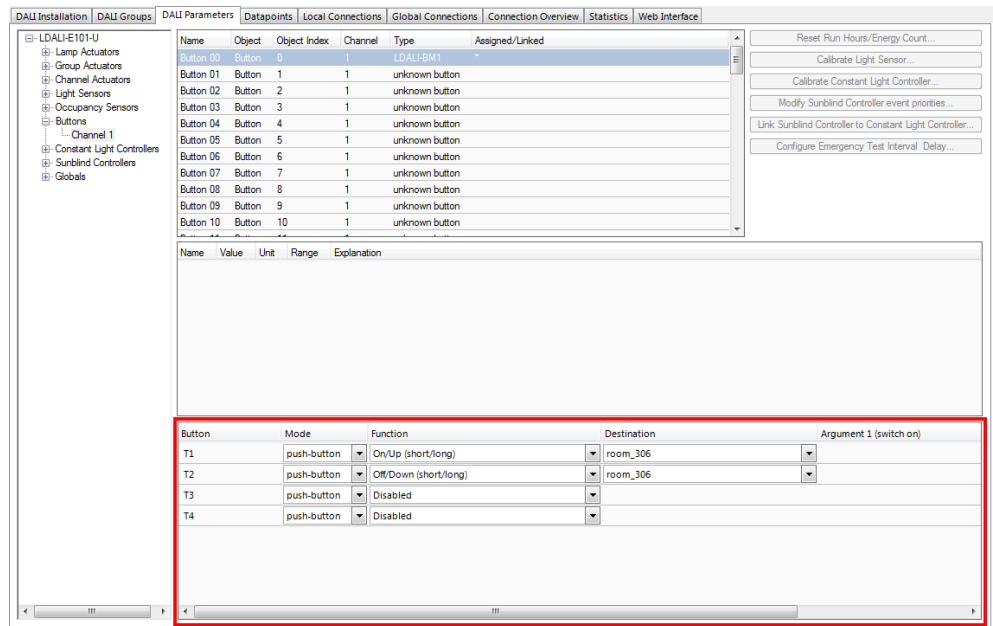 DALI Installation DALI Groups DALI Parameters Datapoints Local Connections Global Connections Connection Overview Statistics Web Interface
LDALI-E101-U
Lamp Actuators
Group Actuators
Channel Actuators
Light Sensors
Occupancy Sensors
Buttons
Channel 1
Constant Light Controllers
Sunblind Controllers
Globals
Name Object Object Index Channel Type Assigned/Linked
Button 00 Button 0 1 LDALI-BM1 *
Button 01 Button 1 1 unknown button
Button 02 Button 2 1 unknown button
Button 03 Button 3 1 unknown button
Button 04 Button 4 1 unknown button
Button 05 Button 5 1 unknown button
Button 06 Button 6 1 unknown button
Button 07 Button 7 1 unknown button
Button 08 Button 8 1 unknown button
Button 09 Button 9 1 unknown button
Button 10 Button 10 1 unknown button
Reset Run Hours/Energy Count...
Calibrate Light Sensor...
Calibrate Constant Light Controller...
Modify Sunblind Controller event priorities...
Link Sunblind Controller to Constant Light Controller...
Configure Emergency Test Interval Delay...
Name Value Unit Range Explanation
Button Mode Function Destination Argument 1 (switch on)
T1 push-button On/Up (short/long) room_306
T2 push-button Off/Down (short/long) room_306
T3 push-button Disabled
T4 push-button Disabled